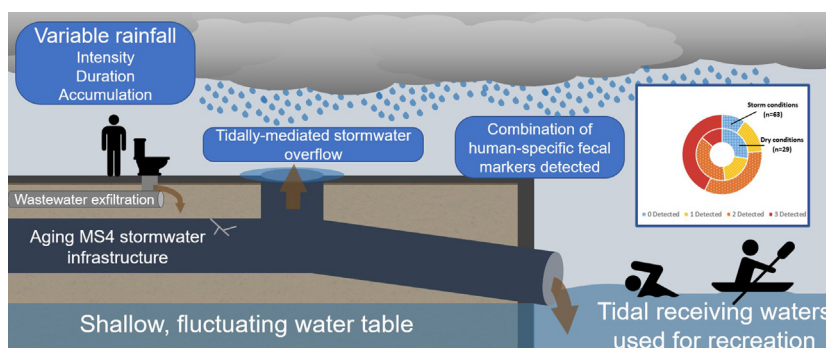 Variable rainfall
Intensity
Duration
Accumulation
Tidally-mediated stormwater
overflow
Combination of
human-specific fecal
markers detected
Storm conditions
(n=63)
Dry conditions
(n=29)
0 Detected 1 Detected 2 Detected 3 Detected
Wastewater exfiltration
Aging MS4 stormwater
infrastructure
Shallow, fluctuating water table
Tidal receiving waters
used for recreation